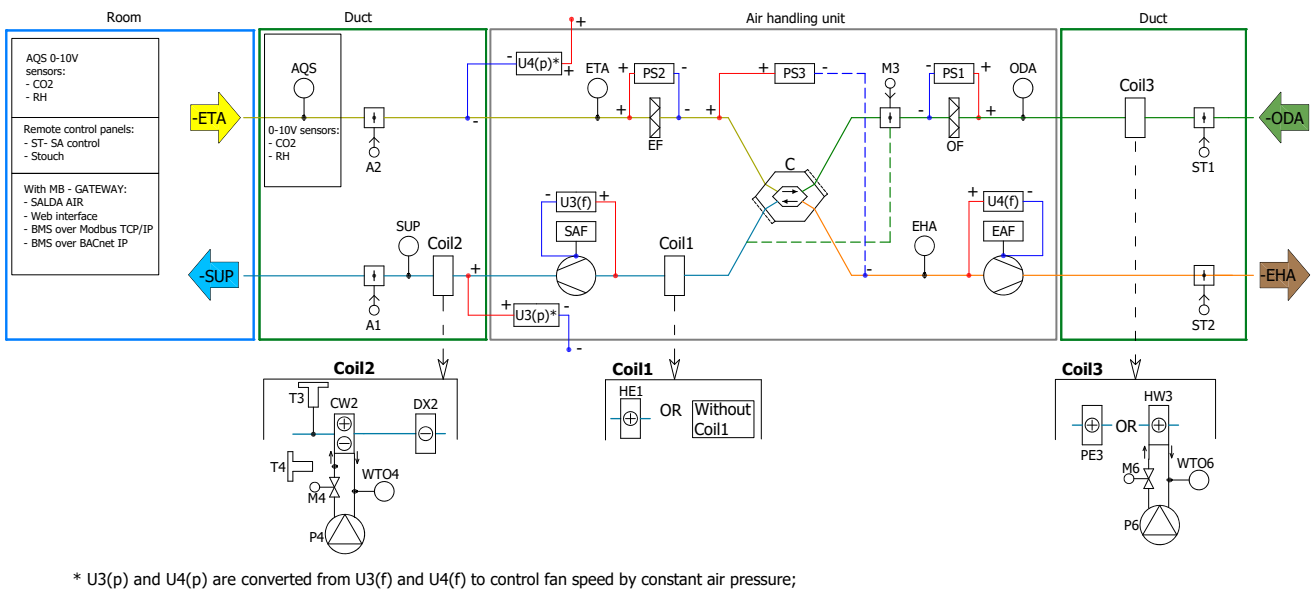 Room
Duct
Air handling unit
Duct
AQS 0-10V
sensors:
- CO2
- RH
Remote control panels:
- ST- SA control
- Stouch
With MB - GATEWAY:
- SALDA AIR
- Web interface
- BMS over Modbus TCP/IP
- BMS over BACnet IP
-ETA
-SUP
AQS
0-10V sensors:
- CO2
- RH
A2
SUP
Coil2
A1
+
- U4(p)* +
-
ETA
+ PS2 -
+ -
EF
+ PS3 -
+
M3
- PS1 +
- +
OF
ODA
C
Coil3
ST1
-ODA
- U3(f) +
SAF
Coil1
EHA
+ U4(f) -
EAF
-
+
+ U3(p)* -
-
ST2
-EHA
Coil2
T3
CW2
DX2
T4
M4
WTO4
P4
Coil1
HE1
OR
Without
Coil1
Coil3
HW3
OR
PE3
M6
WTO6
P6
* U3(p) and U4(p) are converted from U3(f) and U4(f) to control fan speed by constant air pressure;